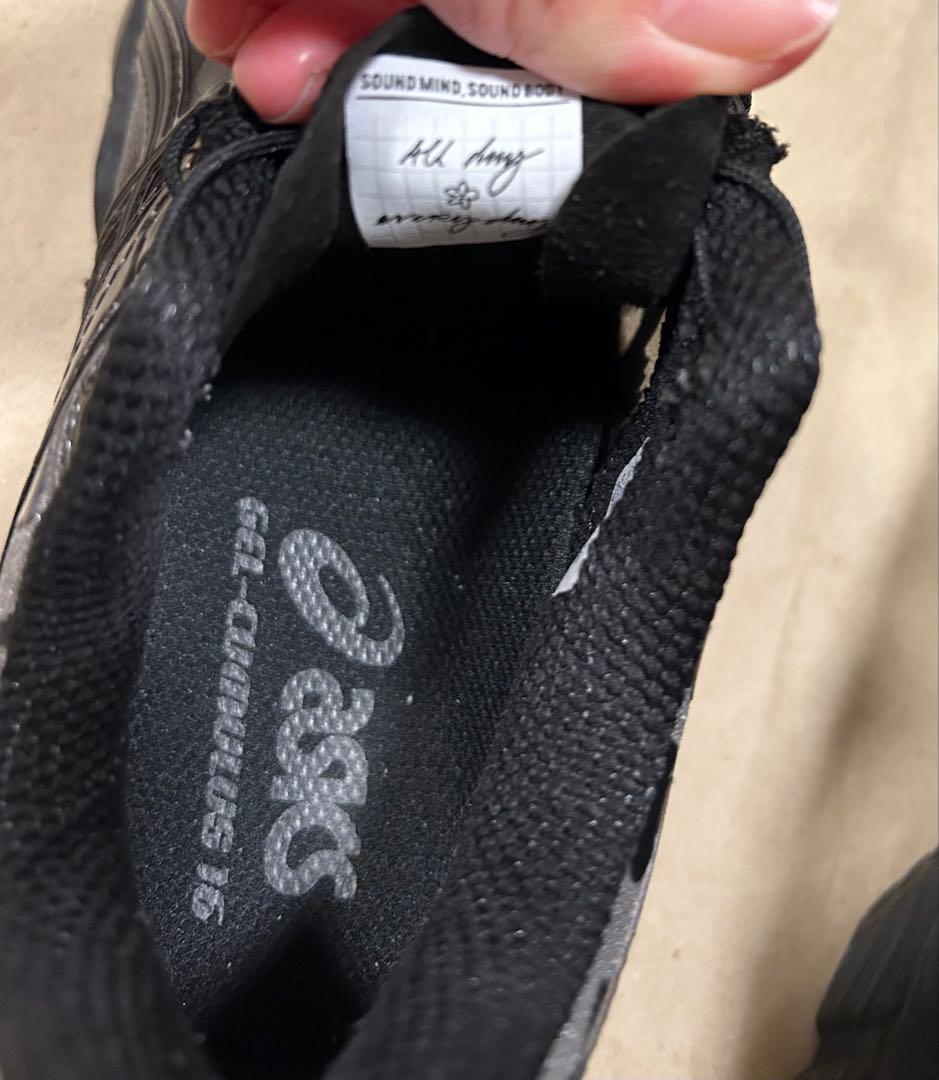 SOUND MIND, SOUND BODY
All day
every day
asics
GEL-CUMULUS 16